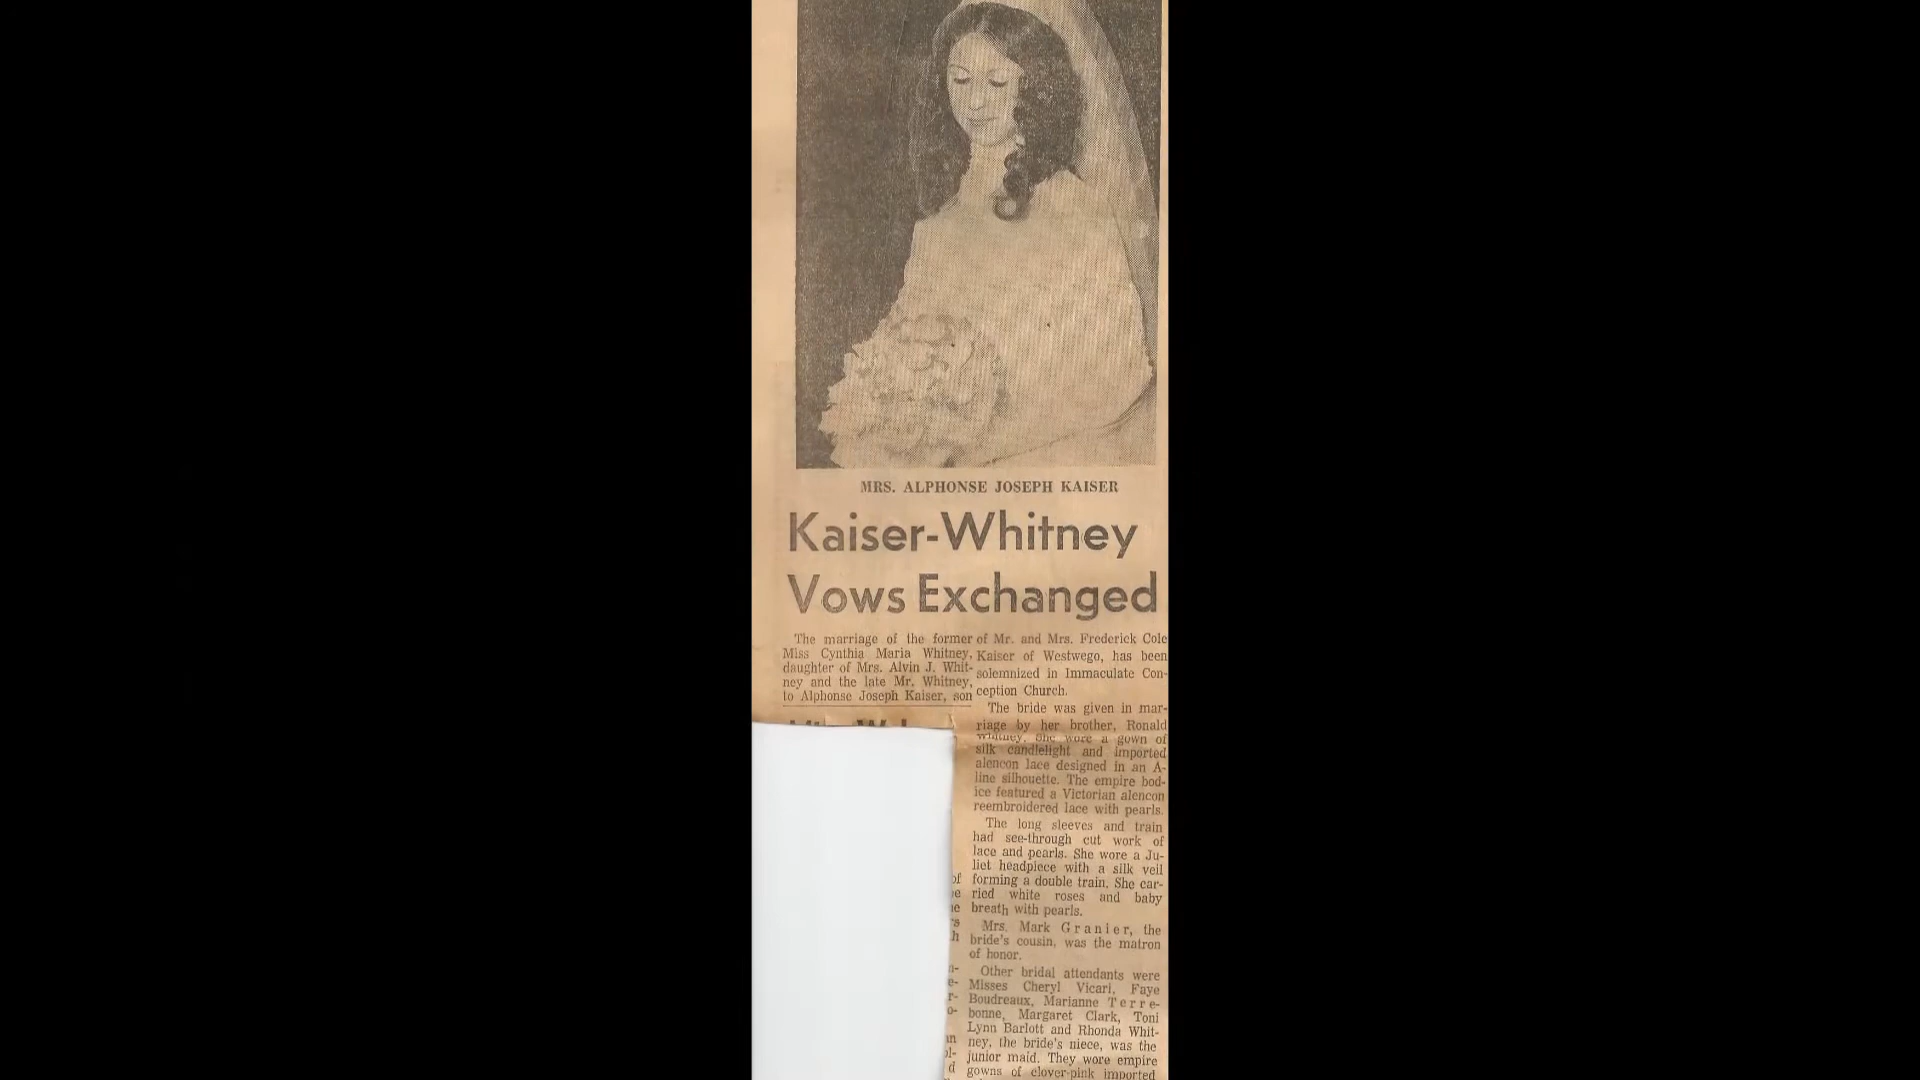 MRS. ALPHONSE JOSEPH KAISER
Kaiser-Whitney
Vows Exchanged
The marriage of the former
Miss Cynthia Maria Whitney,
daughter of Mrs. Alvin J. Whit-
ney and the late Mr. Whitney,
to Alphonse Joseph Kaiser, son
of Mr. and Mrs. Frederick Cole
Kaiser of Westwego, has been
solemnized in Immaculate Con-
ception Church.
The bride was given in mar-
riage by her brother, Ronald
Whitney. She wore a gown of
silk candlelight and imported
alencon lace designed in an A-
line silhouette. The empire bod-
ice featured a Victorian alencon
reembroidered lace with pearls.
The long sleeves and train
had see-through cut work of
lace and pearls. She wore a Ju-
liet headpiece with a silk veil
forming a double train. She car-
ried white roses and baby
breath with pearls.
Mrs. Mark Granier, the
bride's cousin, was the matron
of honor.
Other bridal attendants were
Misses Cheryl Vicari, Faye
Boudreaux, Marianne Terre-
bonne, Margaret Clark, Toni
Lynn Barlott and Rhonda Whit-
ney, the bride's niece, was the
junior maid. They wore empire
gowns of clover-pink imported